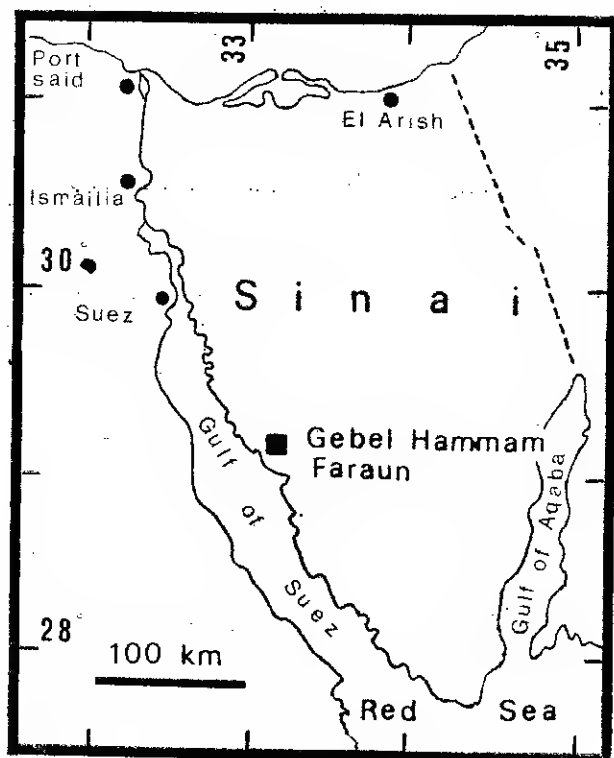 33
35
Port
said
El Arish
Ismailia
30°
Suez
Sinai
Gebel Hammam
Faraun
Gulf of Suez
Gulf of Aqaba
28°
100 km
Red Sea